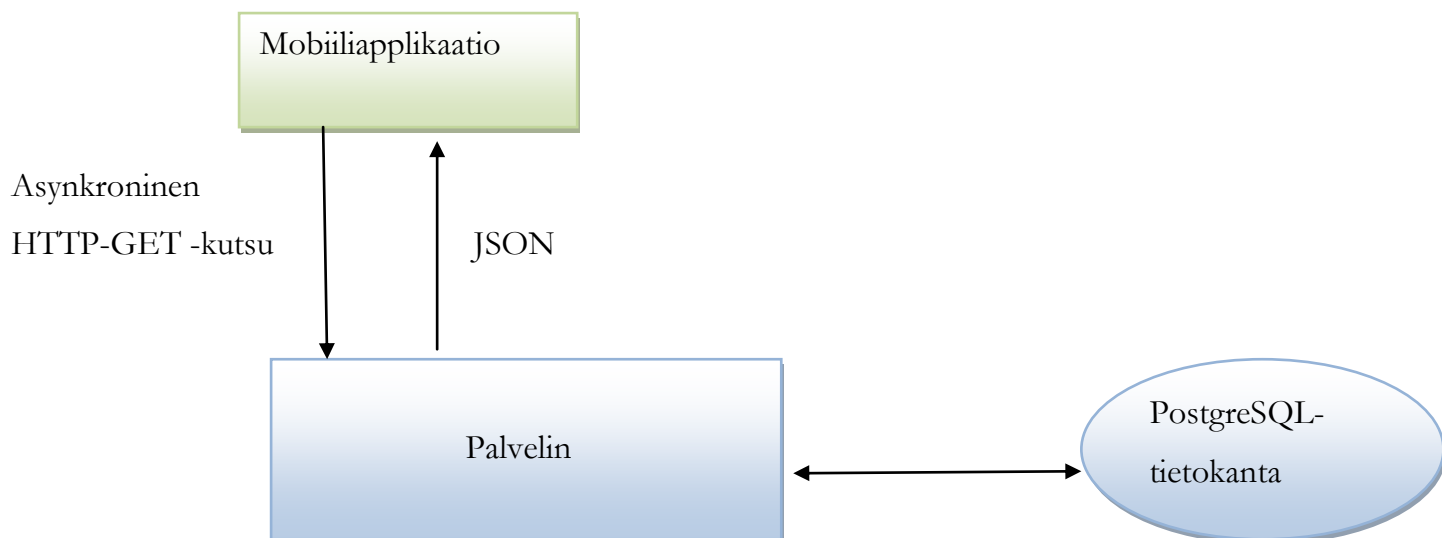 Mobiiliapplikaatio
Asynkroninen
HTTP-GET -kutsu
JSON
Palvelin
PostgreSQL-
tietokanta